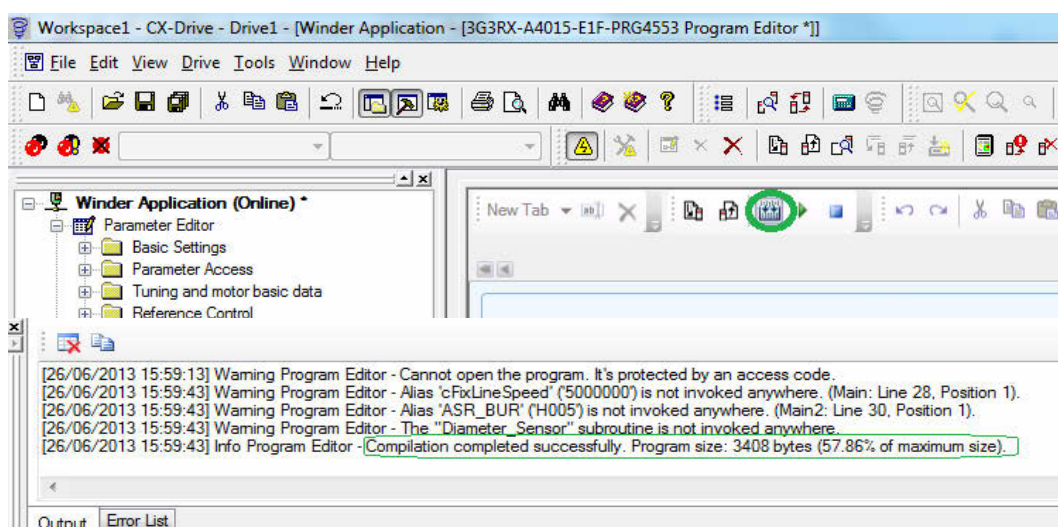 Workspace1 - CX-Drive - Drive1 - [Winder Application - [3G3RX-A4015-E1F-PRG4553 Program Editor *]]
File Edit View Drive Tools Window Help
Winder Application (Online) *
New Tab
Parameter Editor
Basic Settings
Parameter Access
Tuning and motor basic data
Reference Control
[26/06/2013 15:59:13] Warning Program Editor - Cannot open the program. It's protected by an access code.
[26/06/2013 15:59:43] Warning Program Editor - Alias 'cFixLineSpeed' ('5000000') is not invoked anywhere. (Main: Line 28, Position 1).
[26/06/2013 15:59:43] Warning Program Editor - Alias 'ASR_BUR' ('H005') is not invoked anywhere. (Main2: Line 30, Position 1).
[26/06/2013 15:59:43] Warning Program Editor - The "Diameter_Sensor" subroutine is not invoked anywhere.
[26/06/2013 15:59:43] Info Program Editor - Compilation completed successfully. Program size: 3408 bytes (57.86% of maximum size).
Output Error List